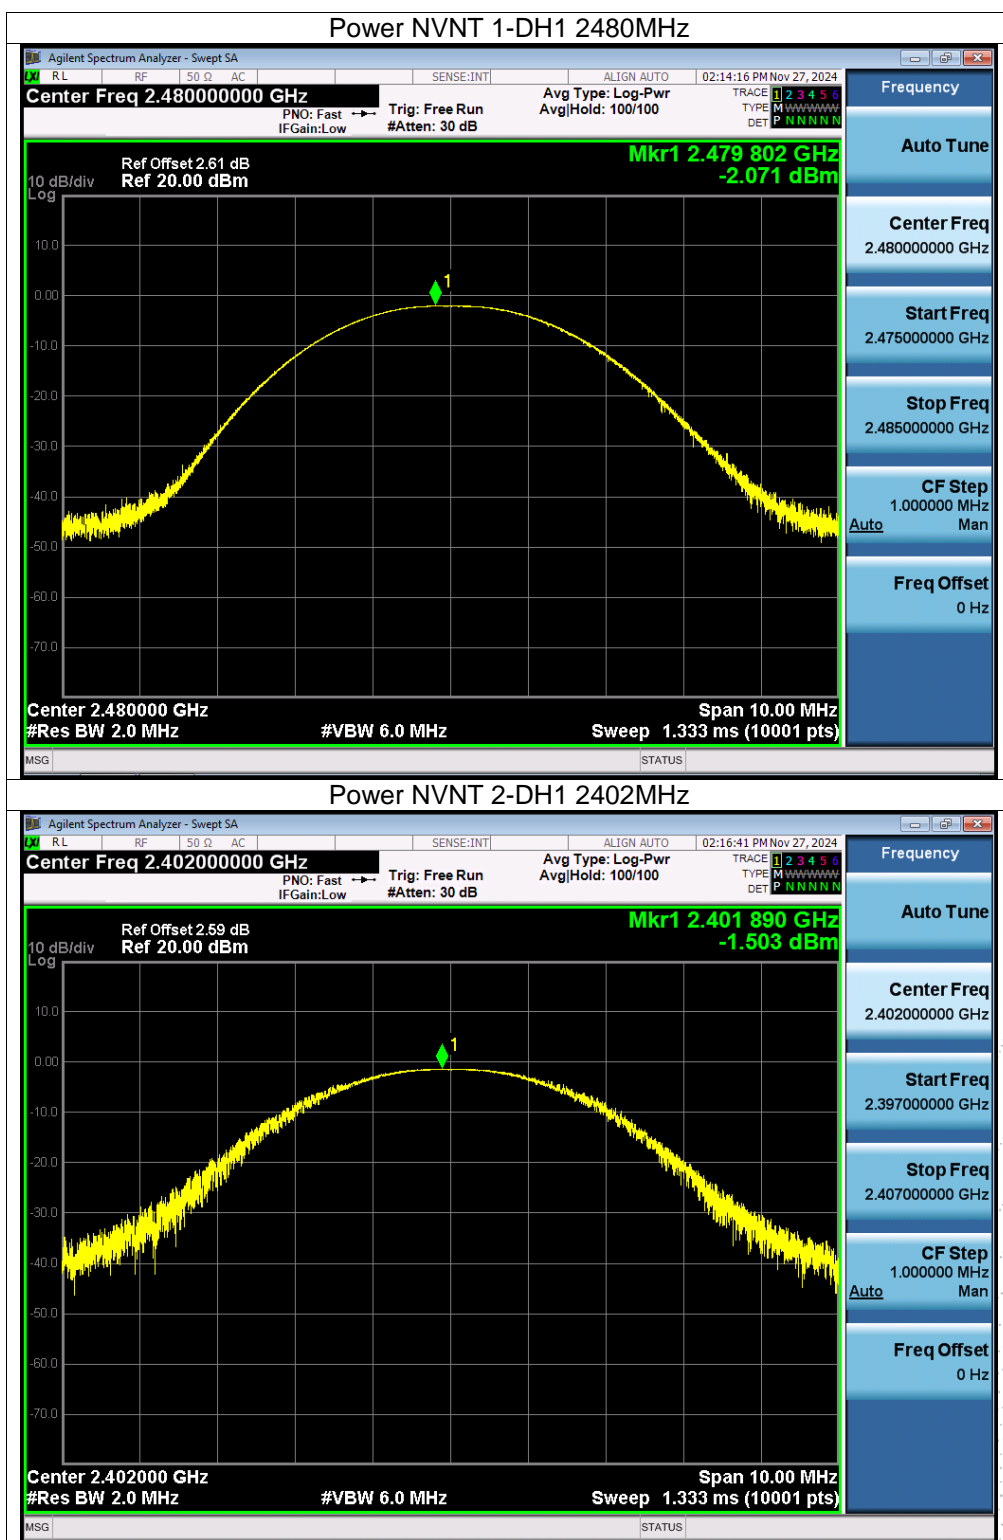 Power NVNT 1-DH1 2480MHz
Agilent Spectrum Analyzer - Swept SA
LXI RL RF 50 Ω AC SENSE:INT ALIGN AUTO 02:14:16 PM Nov 27, 2024
Center Freq 2.480000000 GHz
PNO: Fast
IFGain:Low
Trig: Free Run
#Atten: 30 dB
Avg Type: Log-Pwr
Avg|Hold: 100/100
TRACE 1 2 3 4 5 6
TYPE M WWWWW
DET P N N N N N
Frequency
Auto Tune
Ref Offset 2.61 dB
10 dB/div Ref 20.00 dBm
Log
Mkr1 2.479 802 GHz
-2.071 dBm
Center Freq
2.480000000 GHz
Start Freq
2.475000000 GHz
Stop Freq
2.485000000 GHz
CF Step
1.000000 MHz
Auto Man
Freq Offset
0 Hz
10.0
0.00
-10.0
-20.0
-30.0
-40.0
-50.0
-60.0
-70.0
1
Center 2.480000 GHz Span 10.00 MHz
#Res BW 2.0 MHz #VBW 6.0 MHz Sweep 1.333 ms (10001 pts)
MSG STATUS
Power NVNT 2-DH1 2402MHz
Agilent Spectrum Analyzer - Swept SA
LXI RL RF 50 Ω AC SENSE:INT ALIGN AUTO 02:16:41 PM Nov 27, 2024
Center Freq 2.402000000 GHz
PNO: Fast
IFGain:Low
Trig: Free Run
#Atten: 30 dB
Avg Type: Log-Pwr
Avg|Hold: 100/100
TRACE 1 2 3 4 5 6
TYPE M WWWWW
DET P N N N N N
Frequency
Auto Tune
Ref Offset 2.59 dB
10 dB/div Ref 20.00 dBm
Log
Mkr1 2.401 890 GHz
-1.503 dBm
Center Freq
2.402000000 GHz
Start Freq
2.397000000 GHz
Stop Freq
2.407000000 GHz
CF Step
1.000000 MHz
Auto Man
Freq Offset
0 Hz
10.0
0.00
-10.0
-20.0
-30.0
-40.0
-50.0
-60.0
-70.0
1
Center 2.402000 GHz Span 10.00 MHz
#Res BW 2.0 MHz #VBW 6.0 MHz Sweep 1.333 ms (10001 pts)
MSG STATUS